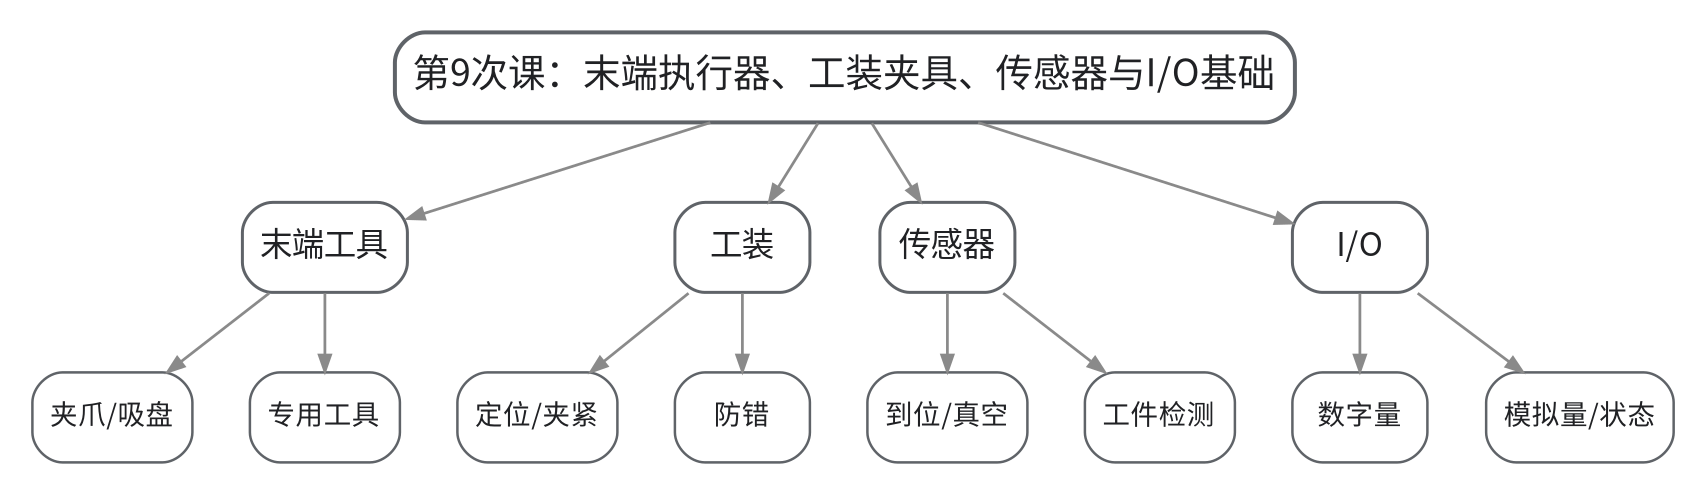 第9次课：末端执行器、工装夹具、传感器与I/O基础
末端工具
工装
传感器
I/O
夹爪/吸盘
专用工具
定位/夹紧
防错
到位/真空
工件检测
数字量
模拟量/状态